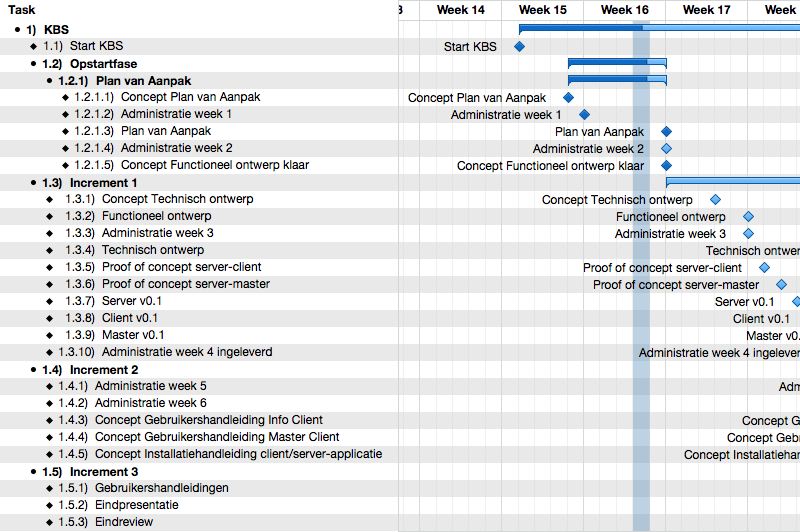 Task 3 Week 14 Week 15 Week 16 Week 17 Week
1) KBS
1.1) Start KBS Start KBS
1.2) Opstartfase
1.2.1) Plan van Aanpak
1.2.1.1) Concept Plan van Aanpak Concept Plan van Aanpak
1.2.1.2) Administratie week 1 Administratie week 1
1.2.1.3) Plan van Aanpak Plan van Aanpak
1.2.1.4) Administratie week 2 Administratie week 2
1.2.1.5) Concept Functioneel ontwerp klaar Concept Functioneel ontwerp klaar
1.3) Increment 1
1.3.1) Concept Technisch ontwerp Concept Technisch ontwerp
1.3.2) Functioneel ontwerp Functioneel ontwerp
1.3.3) Administratie week 3 Administratie week 3
1.3.4) Technisch ontwerp Technisch ontwer
1.3.5) Proof of concept server-client Proof of concept server-client
1.3.6) Proof of concept server-master Proof of concept server-master
1.3.7) Server v0.1 Server v0.1
1.3.8) Client v0.1 Client v0.1
1.3.9) Master v0.1 Master v0.
1.3.10) Administratie week 4 ingeleverd Administratie week 4 ingelever
1.4) Increment 2
1.4.1) Administratie week 5 Adm
1.4.2) Administratie week 6
1.4.3) Concept Gebruikershandleiding Info Client Concept G
1.4.4) Concept Gebruikershandleiding Master Client Concept Geb
1.4.5) Concept Installatiehandleiding client/server-applicatie Concept Installatiehar
1.5) Increment 3
1.5.1) Gebruikershandleidingen
1.5.2) Eindpresentatie
1.5.3) Eindreview